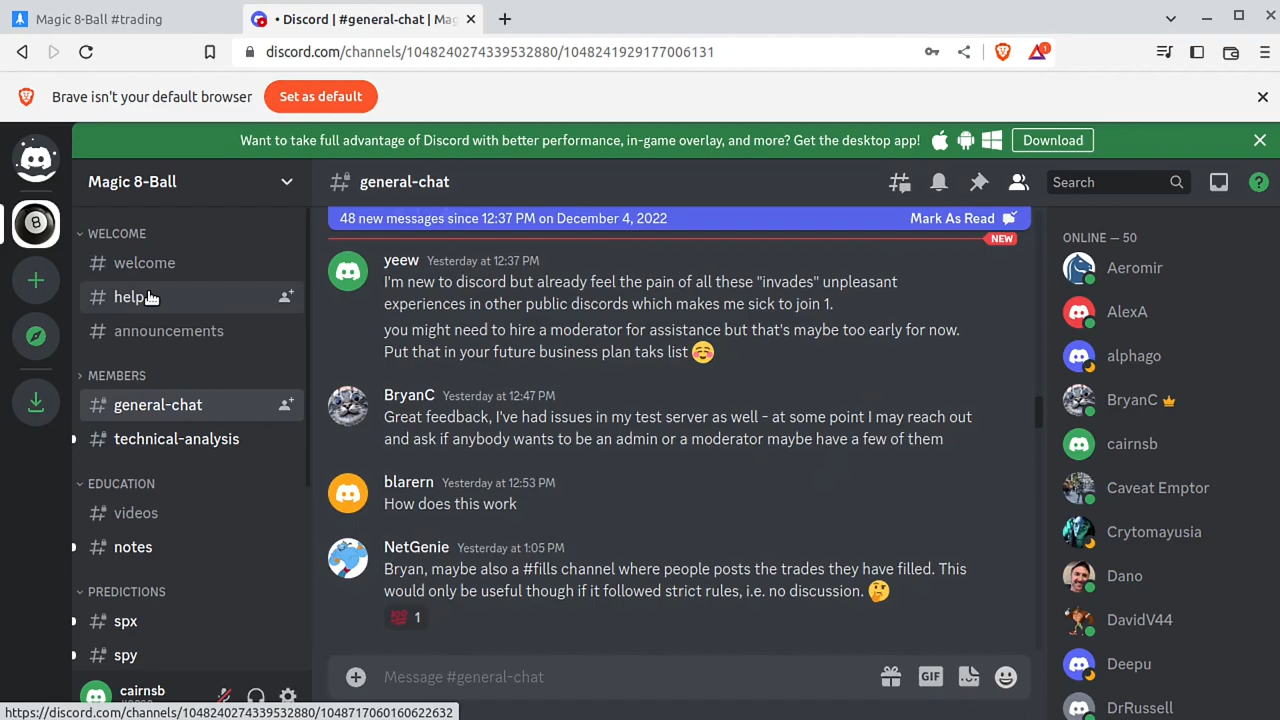 Magic 8-Ball #trading
• Discord | #general-chat | Mag
discord.com/channels/1048240274339532880/1048241929177006131
1
Brave isn't your default browser
Set as default
Want to take full advantage of Discord with better performance, in-game overlay, and more? Get the desktop app!
Download
Magic 8-Ball
general-chat
Search
8
WELCOME
welcome
help
announcements
MEMBERS
general-chat
technical-analysis
EDUCATION
videos
notes
PREDICTIONS
spx
spy
cairnsb
48 new messages since 12:37 PM on December 4, 2022
Mark As Read
NEW
yeew Yesterday at 12:37 PM
I'm new to discord but already feel the pain of all these "invades" unpleasant
experiences in other public discords which makes me sick to join 1.
you might need to hire a moderator for assistance but that's maybe too early for now.
Put that in your future business plan taks list ☺️
BryanC Yesterday at 12:47 PM
Great feedback, I've had issues in my test server as well - at some point I may reach out
and ask if anybody wants to be an admin or a moderator maybe have a few of them
blarern Yesterday at 12:53 PM
How does this work
NetGenie Yesterday at 1:05 PM
Bryan, maybe also a #fills channel where people posts the trades they have filled. This
would only be useful though if it followed strict rules, i.e. no discussion. 🤔
💯 1
Message #general-chat
GIF
ONLINE — 50
Aeromir
AlexA
alphago
BryanC
cairnsb
Caveat Emptor
Crytomayusia
Dano
DavidV44
Deepu
DrRussell
https://discord.com/channels/1048240274339532880/1048717060160622632